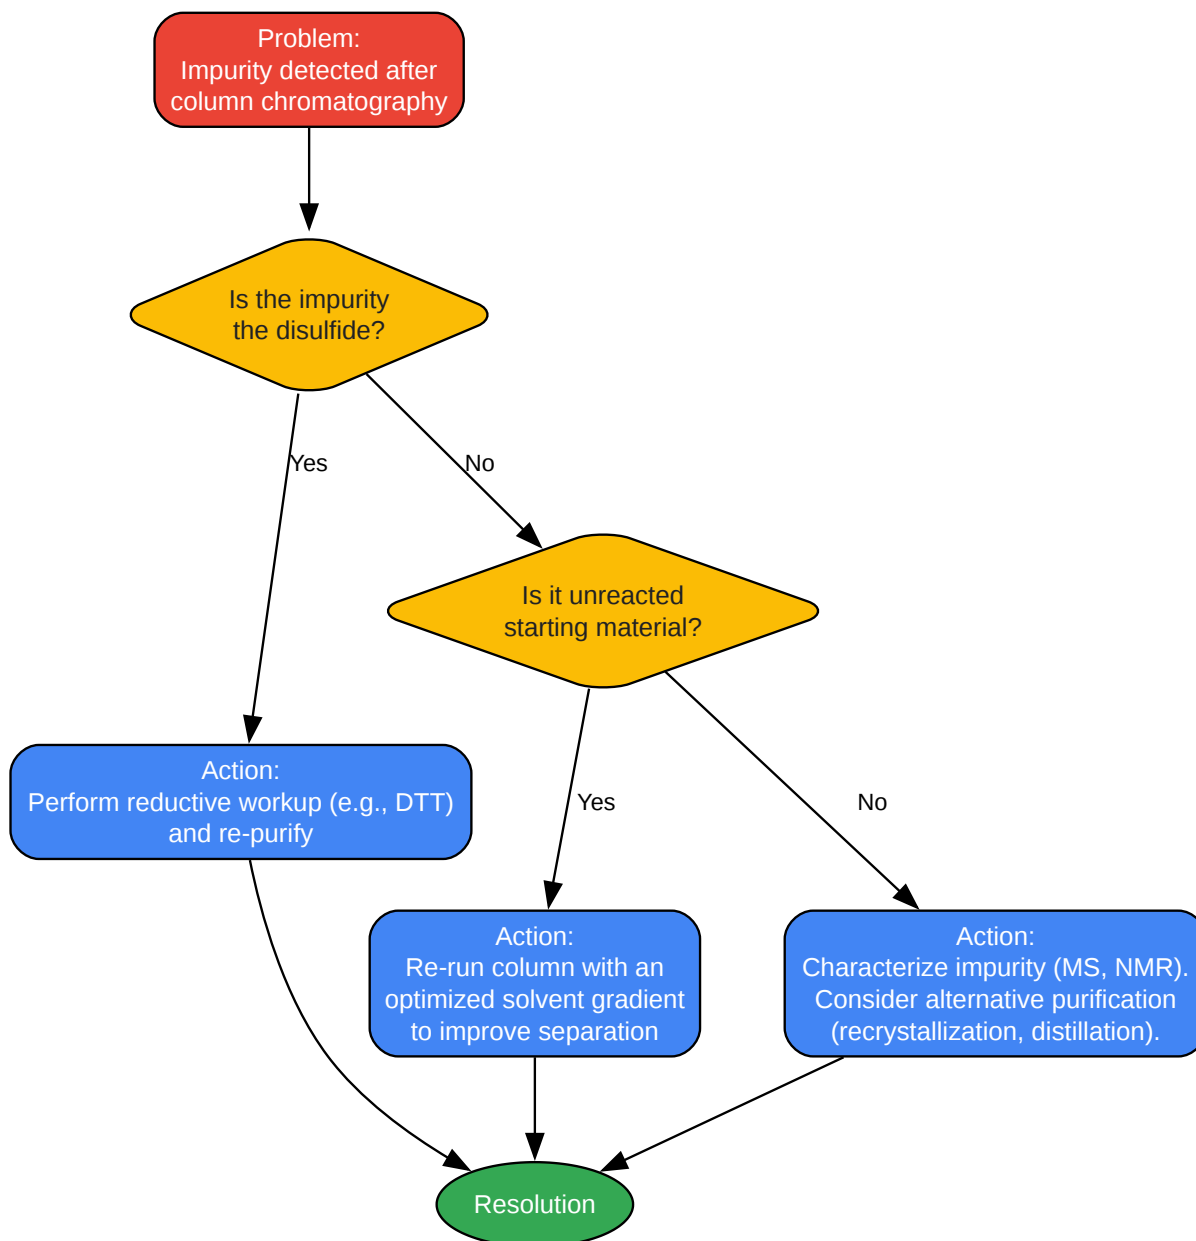 Problem:
Impurity detected after
column chromatography
Is the impurity
the disulfide?
Yes
No
Is it unreacted
starting material?
Action:
Perform reductive workup (e.g., DTT)
and re-purify
Yes
No
Action:
Re-run column with an
optimized solvent gradient
to improve separation
Action:
Characterize impurity (MS, NMR).
Consider alternative purification
(recrystallization, distillation).
Resolution